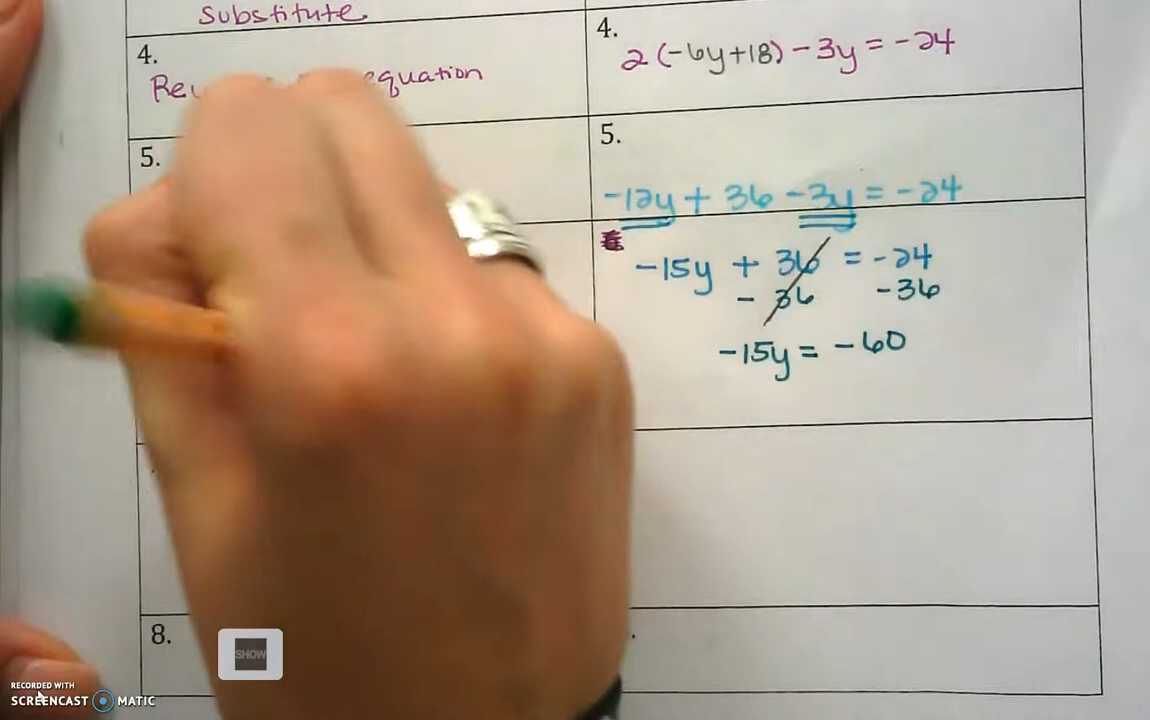 Substitute
4.
equation
4.
2(-6y+18) - 3y = -24
5.
5.
-12y + 36 - 3y = -24
-15y + 36 = -24
- 36 -36
-15y = -60
8.
SHOW
RECORDED WITH
SCREENCAST MATIC